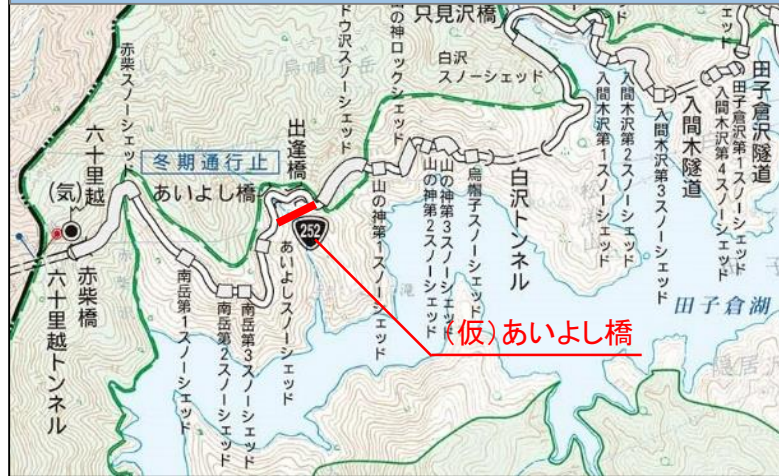 只見沢橋
田子倉沢隧道
田子倉沢第1スノーシェッド
入間木沢第4スノーシェッド
入間木隧道
入間木沢第3スノーシェッド
入間木沢第2スノーシェッド
入間木沢第1スノーシェッド
白沢
スノーシェッド
山の神ロックシェッド
ドウ沢スノーシェッド
烏帽子岳
赤柴スノーシェッド
六十里越
(気)
冬期通行止
出逢橋
あいよし橋
252
白沢トンネル
烏帽子スノーシェッド
山の神第3スノーシェッド
山の神第2スノーシェッド
山の神第1スノーシェッド
あいよしスノーシェッド
南岳第3スノーシェッド
南岳第2スノーシェッド
南岳第1スノーシェッド
赤柴橋
六十里越トンネル
滝
田子倉湖
(仮)あいよし橋